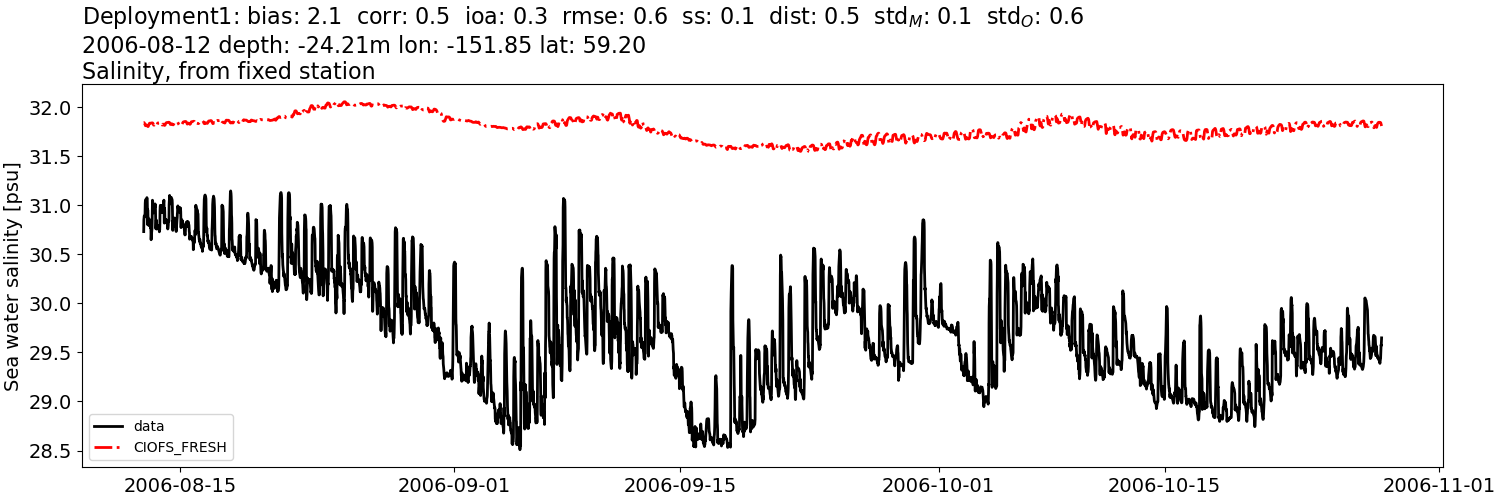 Deployment1: bias: 2.1  corr: 0.5  ioa: 0.3  rmse: 0.6  ss: 0.1  dist: 0.5  std_M: 0.1  std_O: 0.6
2006-08-12 depth: -24.21m lon: -151.85 lat: 59.20
Salinity, from fixed station
Sea water salinity [psu]
32.0
31.5
31.0
30.5
30.0
29.5
29.0
28.5
data
CIOFS_FRESH
2006-08-15 2006-09-01 2006-09-15 2006-10-01 2006-10-15 2006-11-01